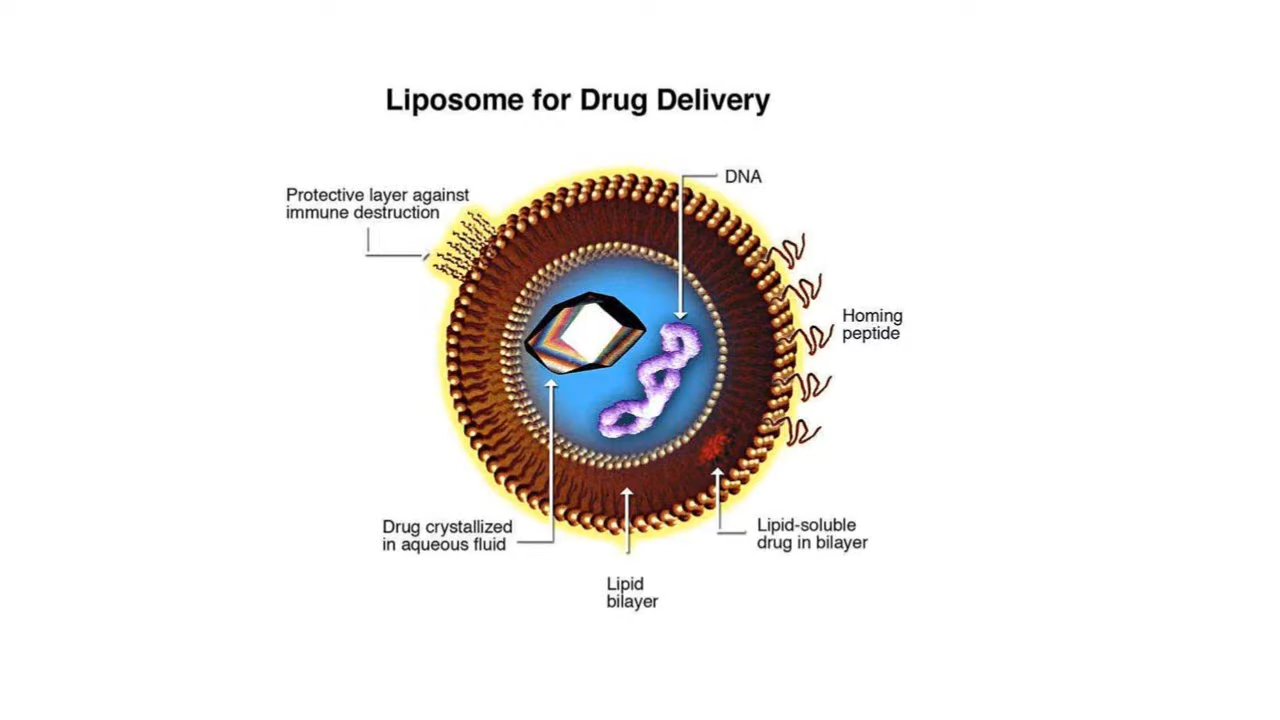 Liposome for Drug Delivery
DNA
Protective layer against
immune destruction
Homing
peptide
Drug crystallized
in aqueous fluid
Lipid-soluble
drug in bilayer
Lipid
bilayer